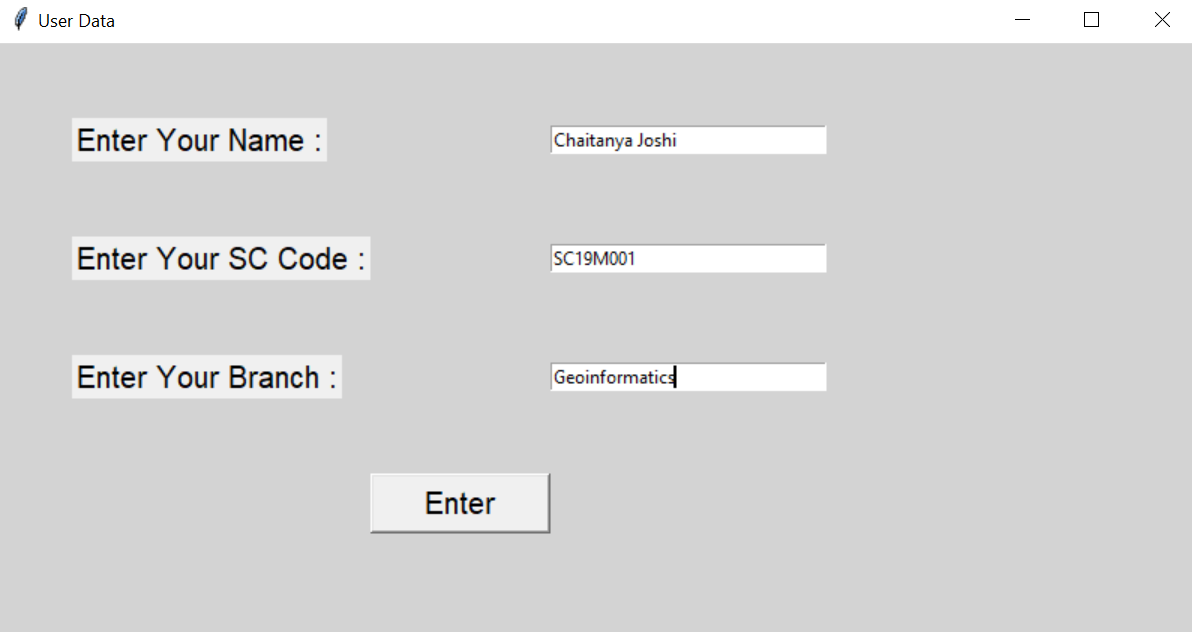 User Data
Enter Your Name : Chaitanya Joshi
Enter Your SC Code : SC19M001
Enter Your Branch : Geoinformatics
Enter